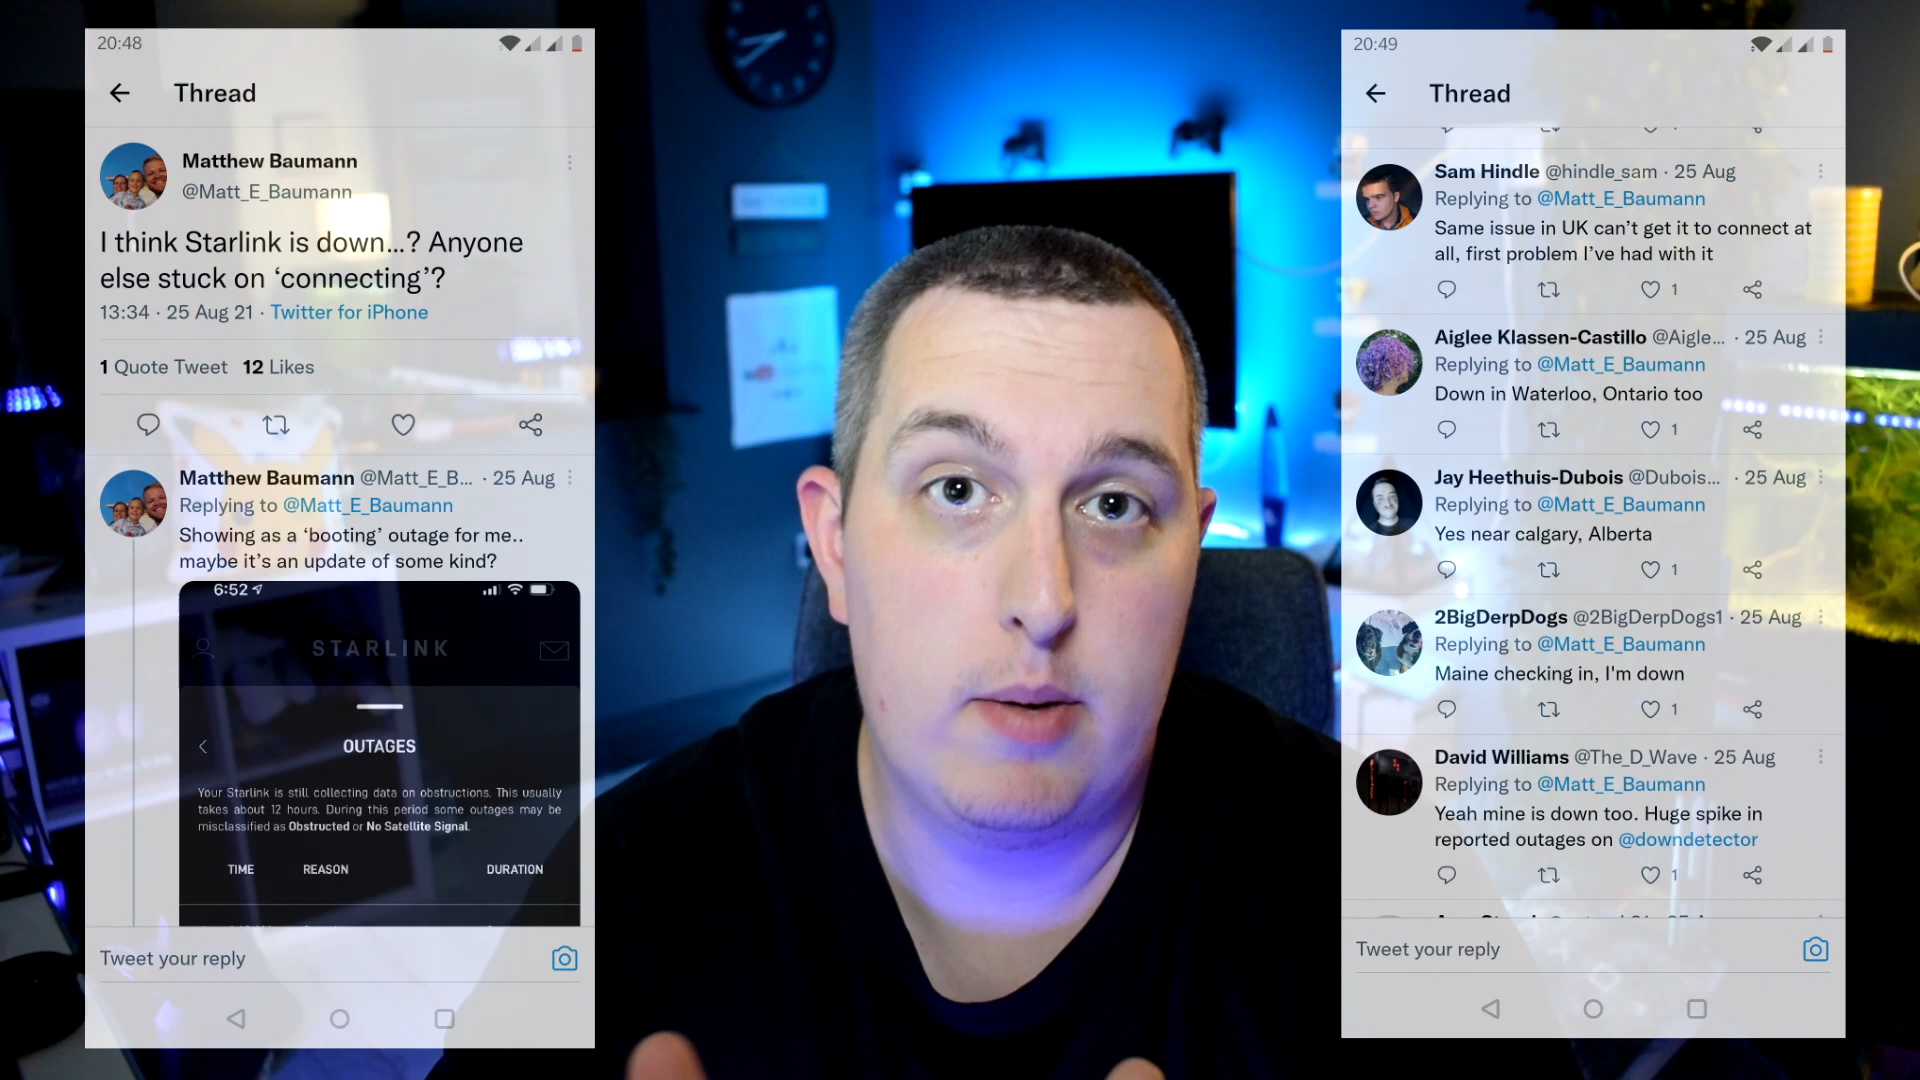 20:48
Thread
Matthew Baumann
@Matt_E_Baumann
I think Starlink is down...? Anyone
else stuck on ‘connecting’?
13:34 · 25 Aug 21 · Twitter for iPhone
1 Quote Tweet 12 Likes
Matthew Baumann @Matt_E_B... · 25 Aug
Replying to @Matt_E_Baumann
Showing as a ‘booting’ outage for me..
maybe it’s an update of some kind?
6:52
STARLINK
OUTAGES
Your Starlink is still collecting data on obstructions. This usually
takes about 12 hours. During this period some outages may be
misclassified as Obstructed or No Satellite Signal.
TIME REASON DURATION
Tweet your reply
20:49
Thread
Sam Hindle @hindle_sam · 25 Aug
Replying to @Matt_E_Baumann
Same issue in UK can’t get it to connect at
all, first problem I’ve had with it
1
Aiglee Klassen-Castillo @Aigle... · 25 Aug
Replying to @Matt_E_Baumann
Down in Waterloo, Ontario too
1
Jay Heethuis-Dubois @Dubois... · 25 Aug
Replying to @Matt_E_Baumann
Yes near calgary, Alberta
1
2BigDerpDogs @2BigDerpDogs1 · 25 Aug
Replying to @Matt_E_Baumann
Maine checking in, I'm down
1
David Williams @The_D_Wave · 25 Aug
Replying to @Matt_E_Baumann
Yeah mine is down too. Huge spike in
reported outages on @downdetector
1
Tweet your reply